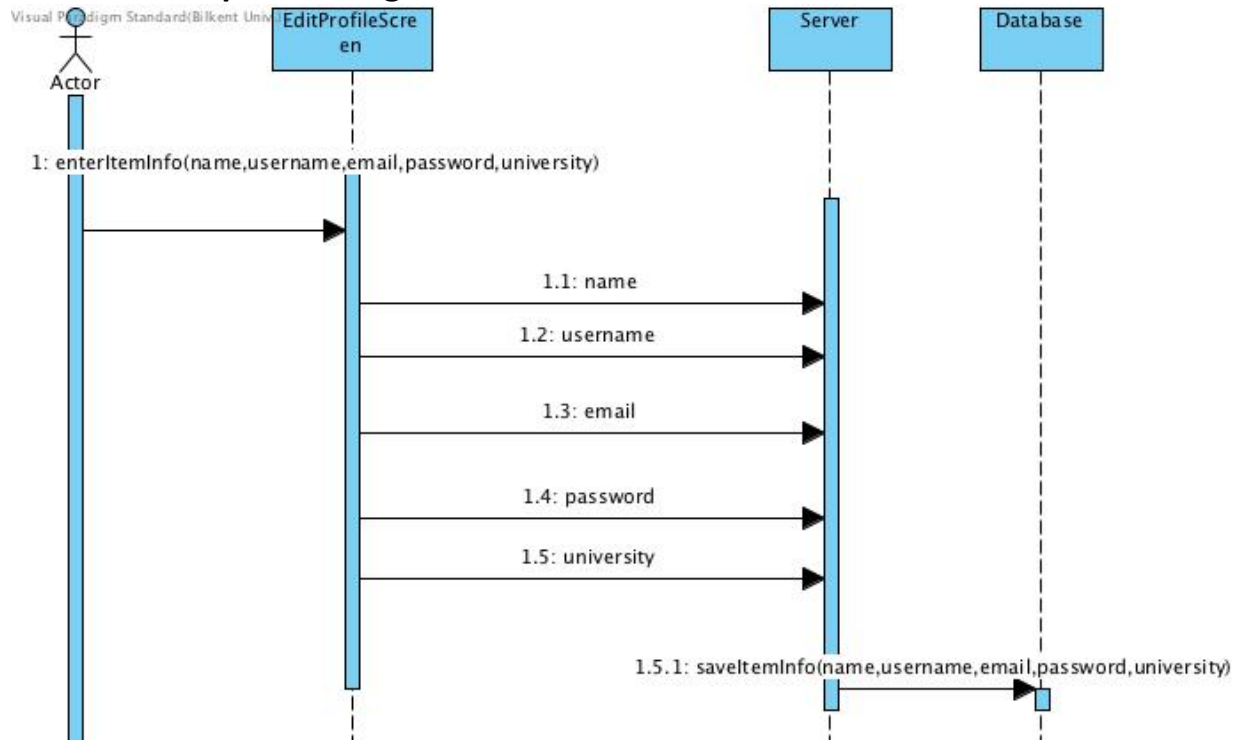 Visual Paradigm Standard(Bilkent Univ.
EditProfileScre
en
Server
Database
Actor
1: enterItemInfo(name,username,email,password,university)
1.1: name
1.2: username
1.3: email
1.4: password
1.5: university
1.5.1: saveItemInfo(name,username,email,password,university)